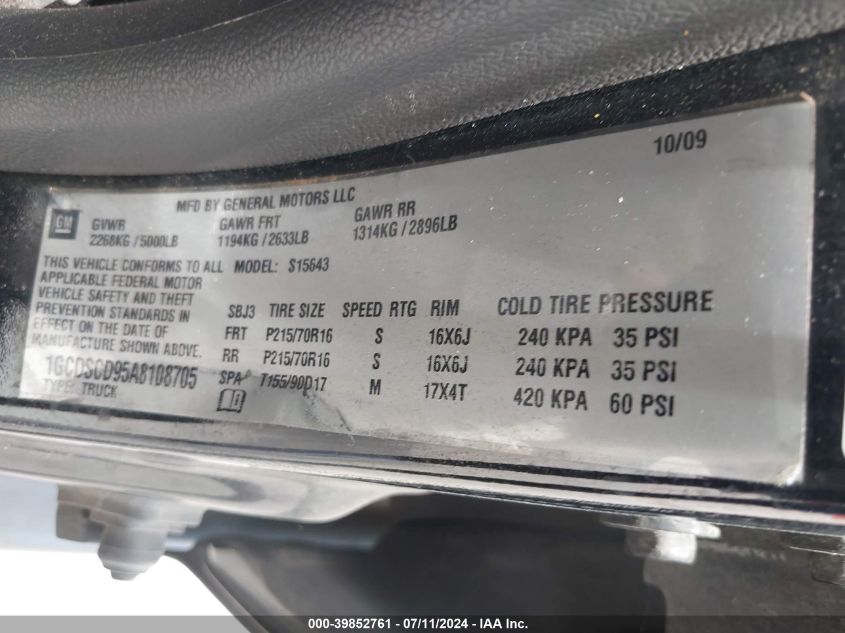 10/09
MFD BY GENERAL MOTORS LLC
GM
GVWR GAWR FRT GAWR RR
2268KG / 5000LB 1194KG / 2633LB 1314KG / 2896LB
THIS VEHICLE CONFORMS TO ALL MODEL: S15643
APPLICABLE FEDERAL MOTOR
VEHICLE SAFETY AND THEFT
PREVENTION STANDARDS IN
EFFECT ON THE DATE OF
MANUFACTURE SHOWN ABOVE.
1GCDSCD95A8108705
TYPE: TRUCK
SBJ3 TIRE SIZE SPEED RTG RIM COLD TIRE PRESSURE
FRT P215/70R16 S 16X6J 240 KPA 35 PSI
RR P215/70R16 S 16X6J 240 KPA 35 PSI
SPA T155/90D17 M 17X4T 420 KPA 60 PSI
000-39852761 - 07/11/2024 - IAA Inc.